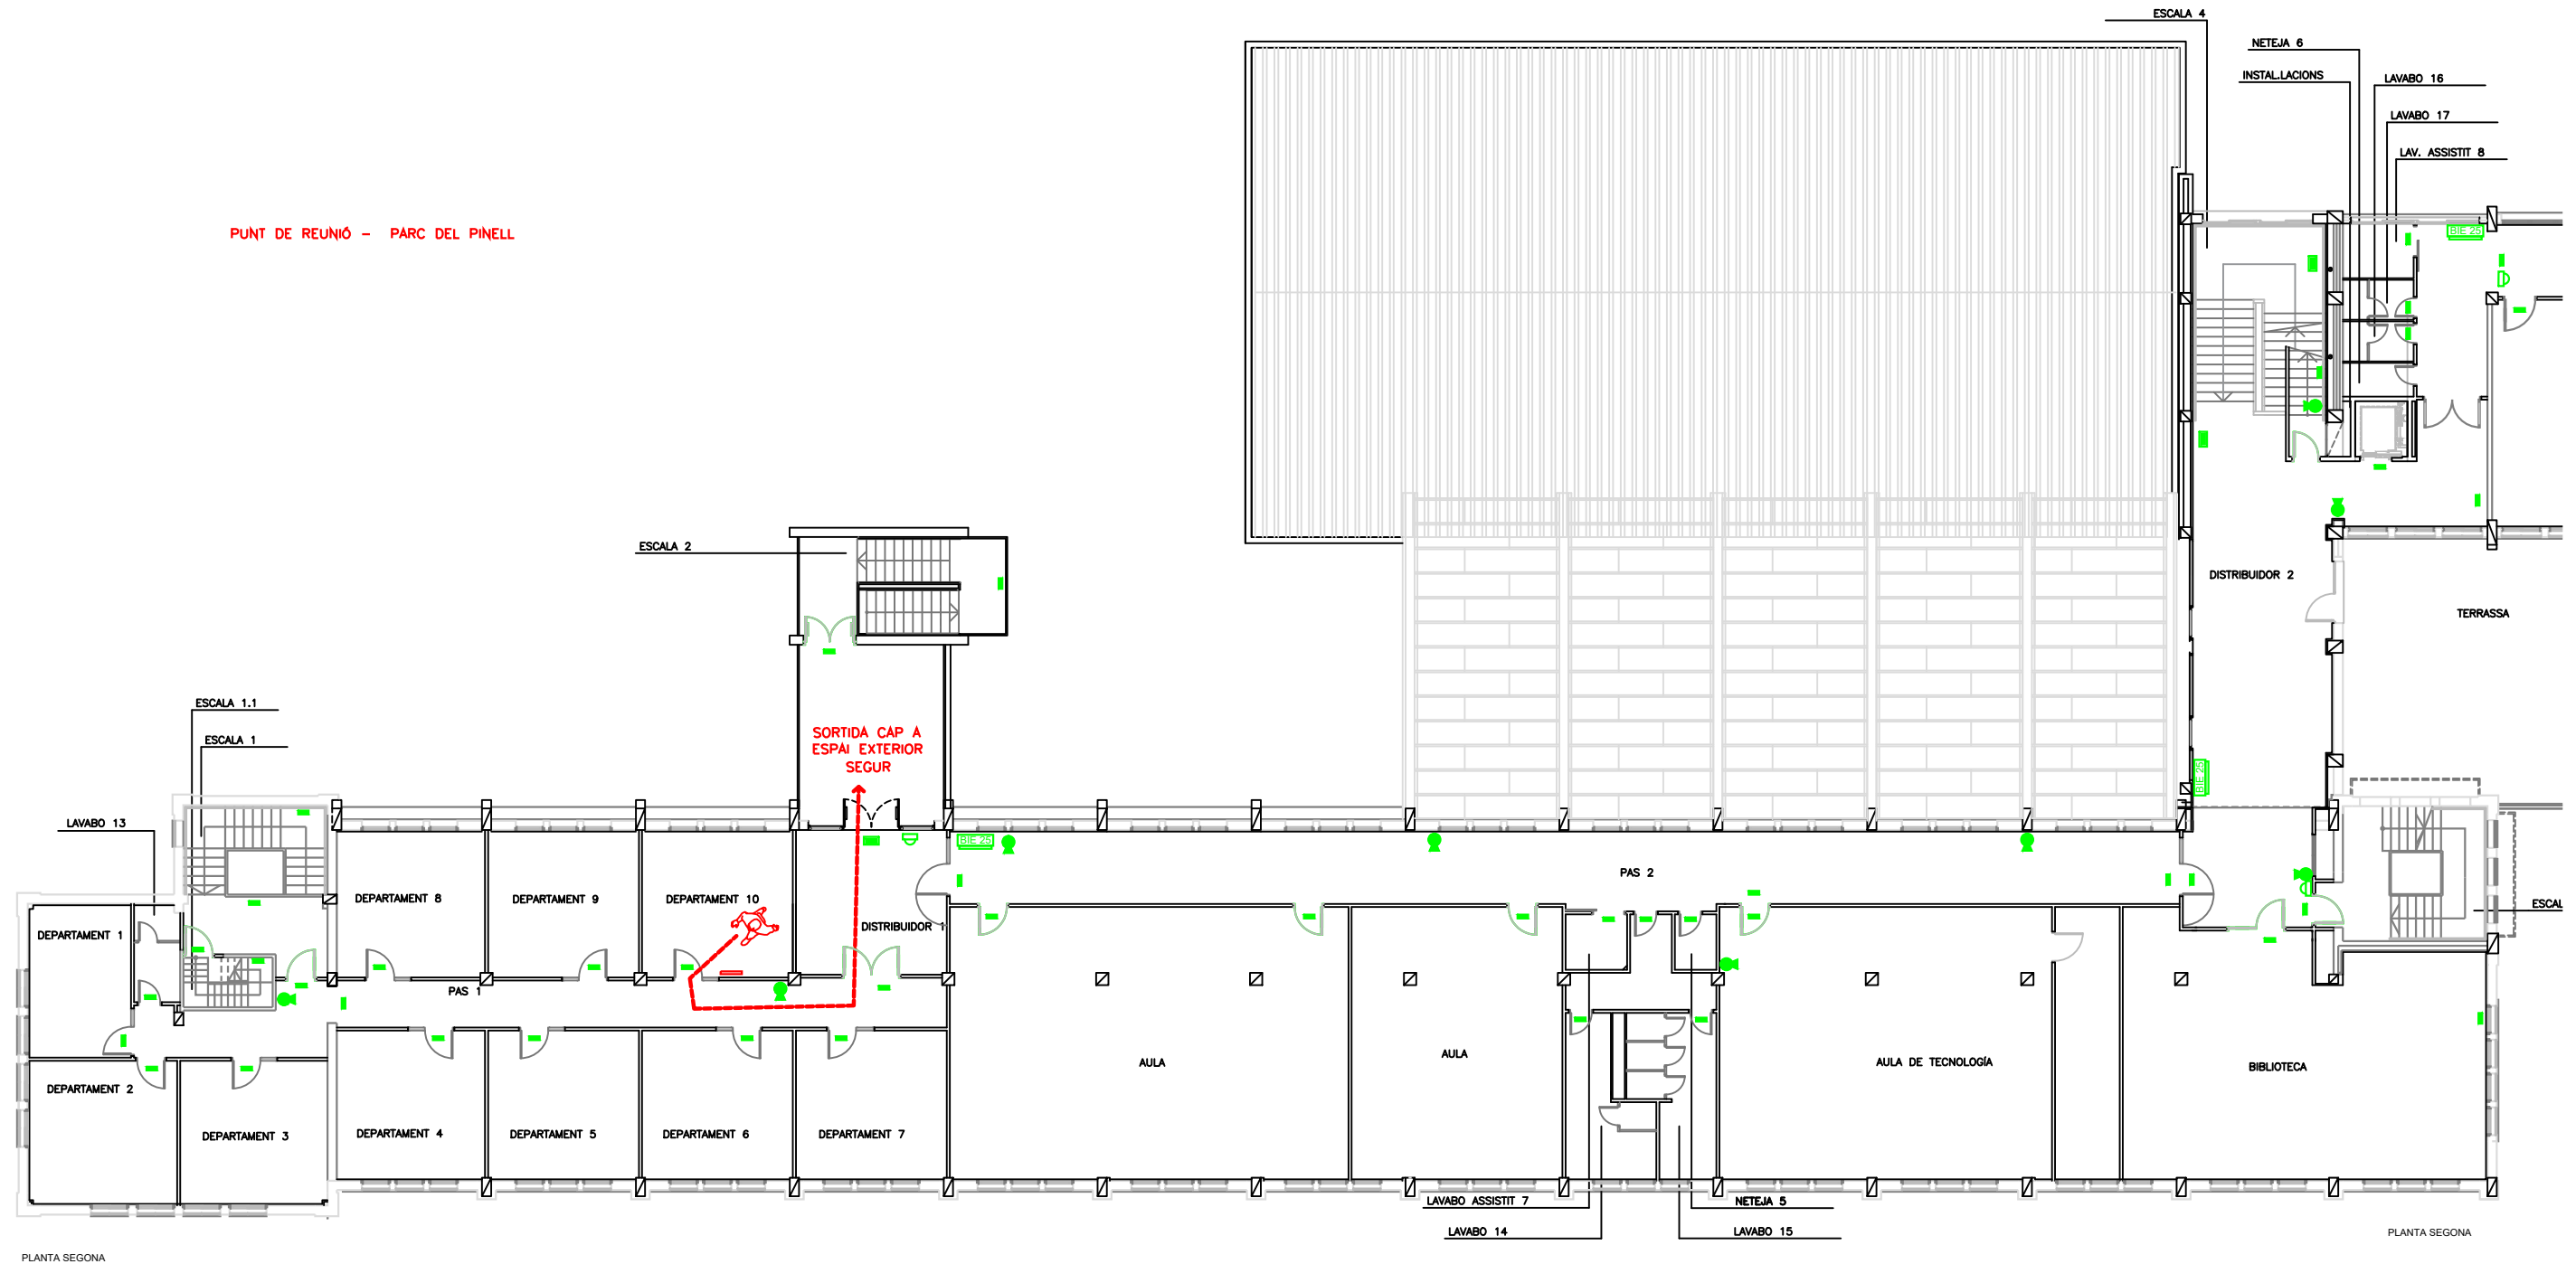 ESCALA 4
NETEJA 6
INSTAL.LACIONS
LAVABO 16
LAVABO 17
LAV. ASSISTIT 8
PUNT DE REUNIÓ - PARC DEL PINELL
BIE 25
ESCALA 2
DISTRIBUIDOR 2
TERRASSA
ESCALA 1.1
ESCALA 1
SORTIDA CAP A
ESPAI EXTERIOR
SEGUR
BIE 25
LAVABO 13
BIE 25
DEPARTAMENT 8
DEPARTAMENT 9
DEPARTAMENT 10
PAS 2
ESCAL
DEPARTAMENT 1
DISTRIBUIDOR 1
PAS 1
AULA
AULA
AULA DE TECNOLOGÍA
BIBLIOTECA
DEPARTAMENT 2
DEPARTAMENT 3
DEPARTAMENT 4
DEPARTAMENT 5
DEPARTAMENT 6
DEPARTAMENT 7
LAVABO ASSISTIT 7
NETEJA 5
LAVABO 14
LAVABO 15
PLANTA SEGONA
PLANTA SEGONA